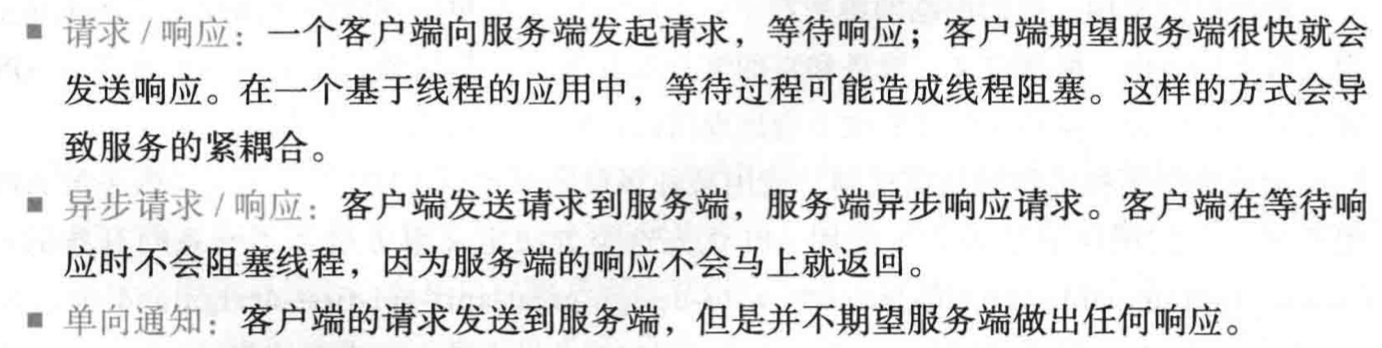 ■ 请求 / 响应：一个客户端向服务端发起请求，等待响应；客户端期望服务端很快就会
发送响应。在一个基于线程的应用中，等待过程可能造成线程阻塞。这样的方式会导
致服务的紧耦合。
■ 异步请求 / 响应：客户端发送请求到服务端，服务端异步响应请求。客户端在等待响
应时不会阻塞线程，因为服务端的响应不会马上就返回。
■ 单向通知：客户端的请求发送到服务端，但是并不期望服务端做出任何响应。